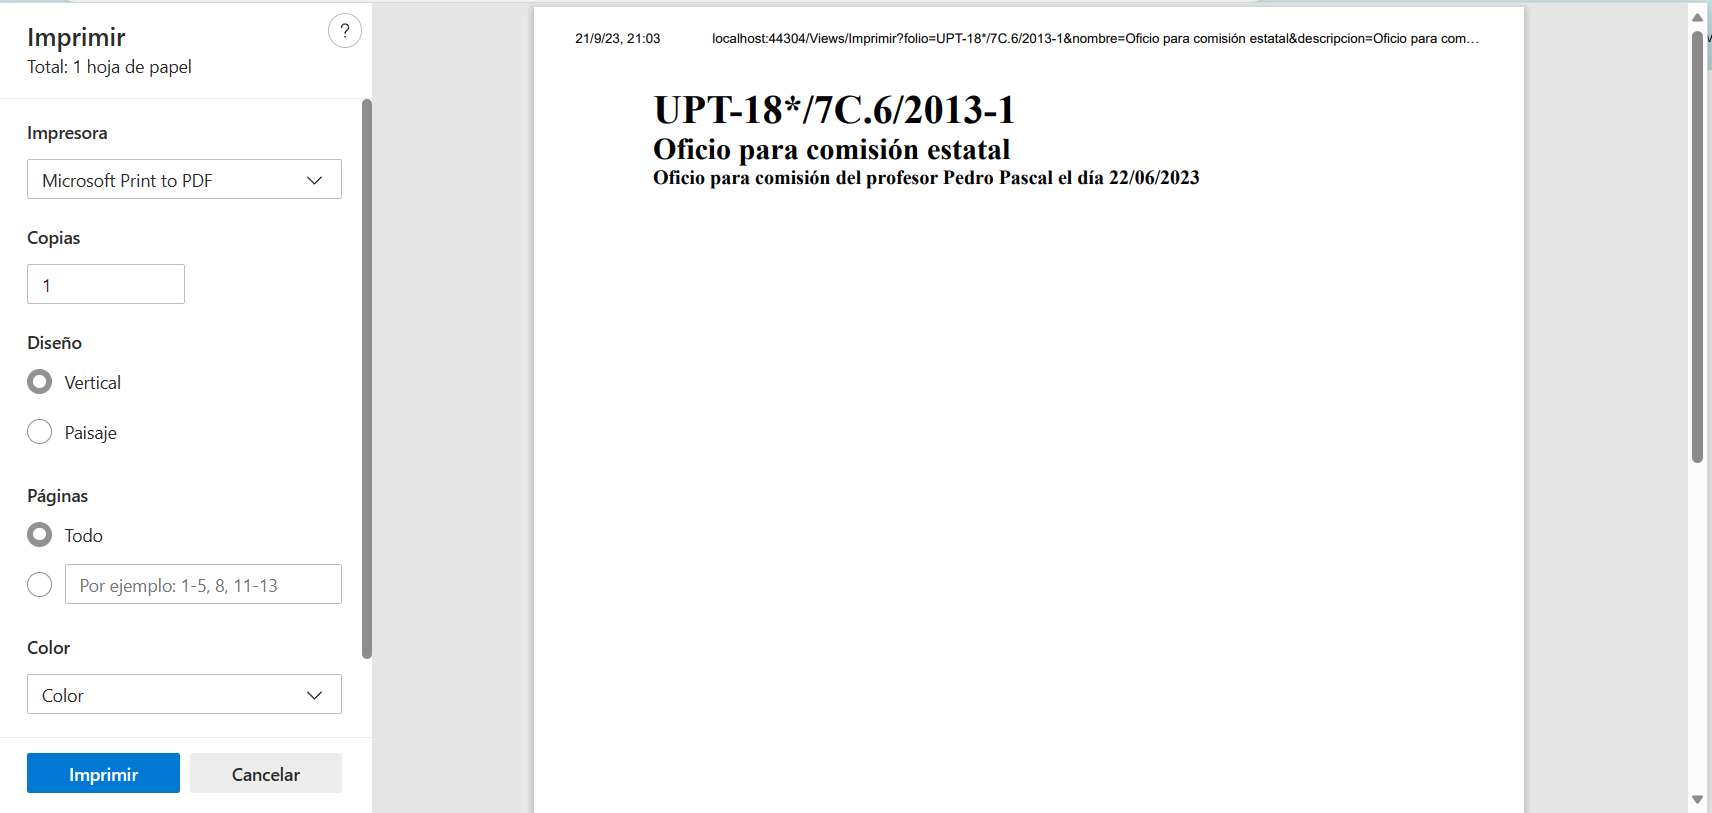 Imprimir
?
Total: 1 hoja de papel
Impresora
Microsoft Print to PDF
Copias
1
Diseño
Vertical
Paisaje
Páginas
Todo
Por ejemplo: 1-5, 8, 11-13
Color
Color
Imprimir
Cancelar
21/9/23, 21:03
localhost:44304/Views/Imprimir?folio=UPT-18*/7C.6/2013-1&nombre=Oficio para comisión estatal&descripcion=Oficio para com…
UPT-18*/7C.6/2013-1
Oficio para comisión estatal
Oficio para comisión del profesor Pedro Pascal el día 22/06/2023